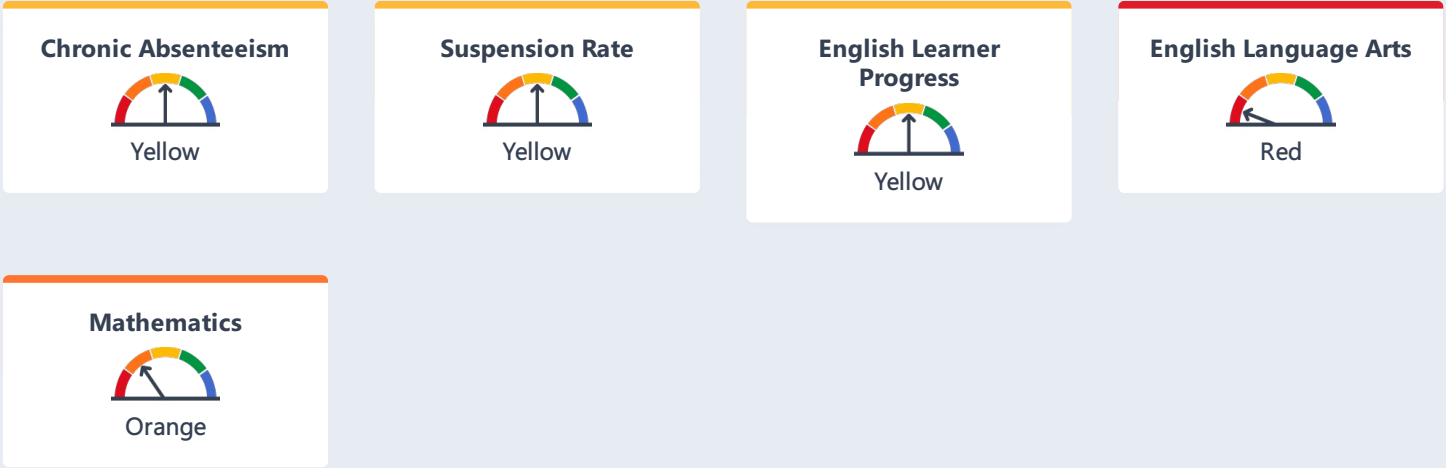 Chronic Absenteeism
Yellow
Suspension Rate
Yellow
English Learner
Progress
Yellow
English Language Arts
Red
Mathematics
Orange